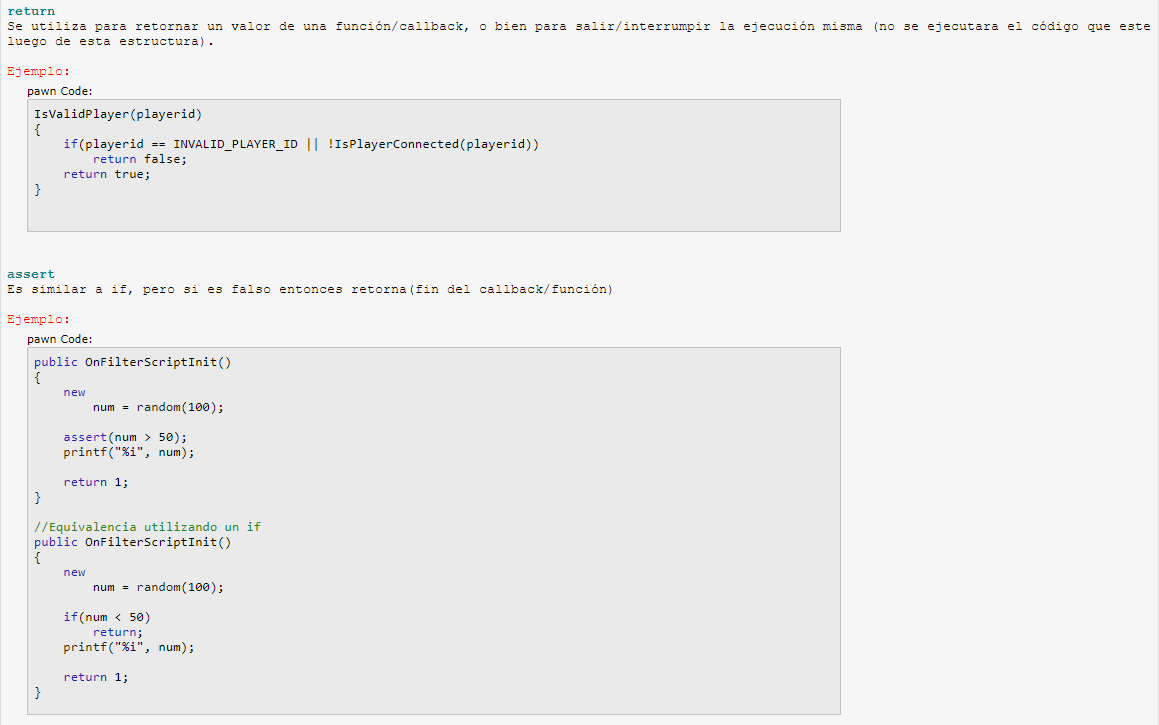 return
Se utiliza para retornar un valor de una función/callback, o bien para salir/interrumpir la ejecución misma (no se ejecutara el código que este
luego de esta estructura).
Ejemplo:
pawn Code:
IsValidPlayer(playerid)
{
    if(playerid == INVALID_PLAYER_ID || !IsPlayerConnected(playerid))
        return false;
    return true;
}
assert
Es similar a if, pero si es falso entonces retorna(fin del callback/función)
Ejemplo:
pawn Code:
public OnFilterScriptInit()
{
    new
        num = random(100);
    assert(num > 50);
    printf("%i", num);
    return 1;
}
//Equivalencia utilizando un if
public OnFilterScriptInit()
{
    new
        num = random(100);
    if(num < 50)
        return;
    printf("%i", num);
    return 1;
}